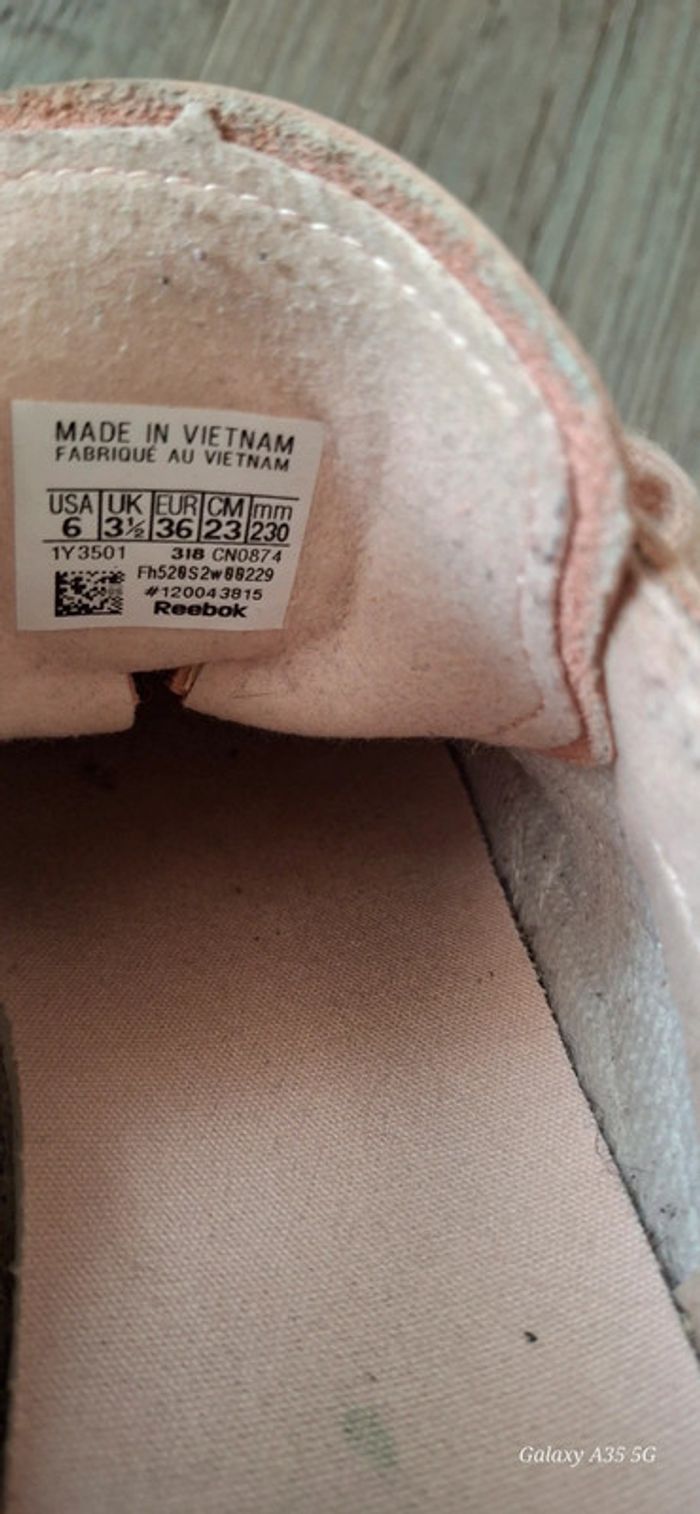 MADE IN VIETNAM
FABRIQUÉ AU VIETNAM
USA UK EUR CM mm
6 3½ 36 23 230
1Y3501 318 CN0874
Fh520S2w00229
#120043815
Reebok
Galaxy A35 5G